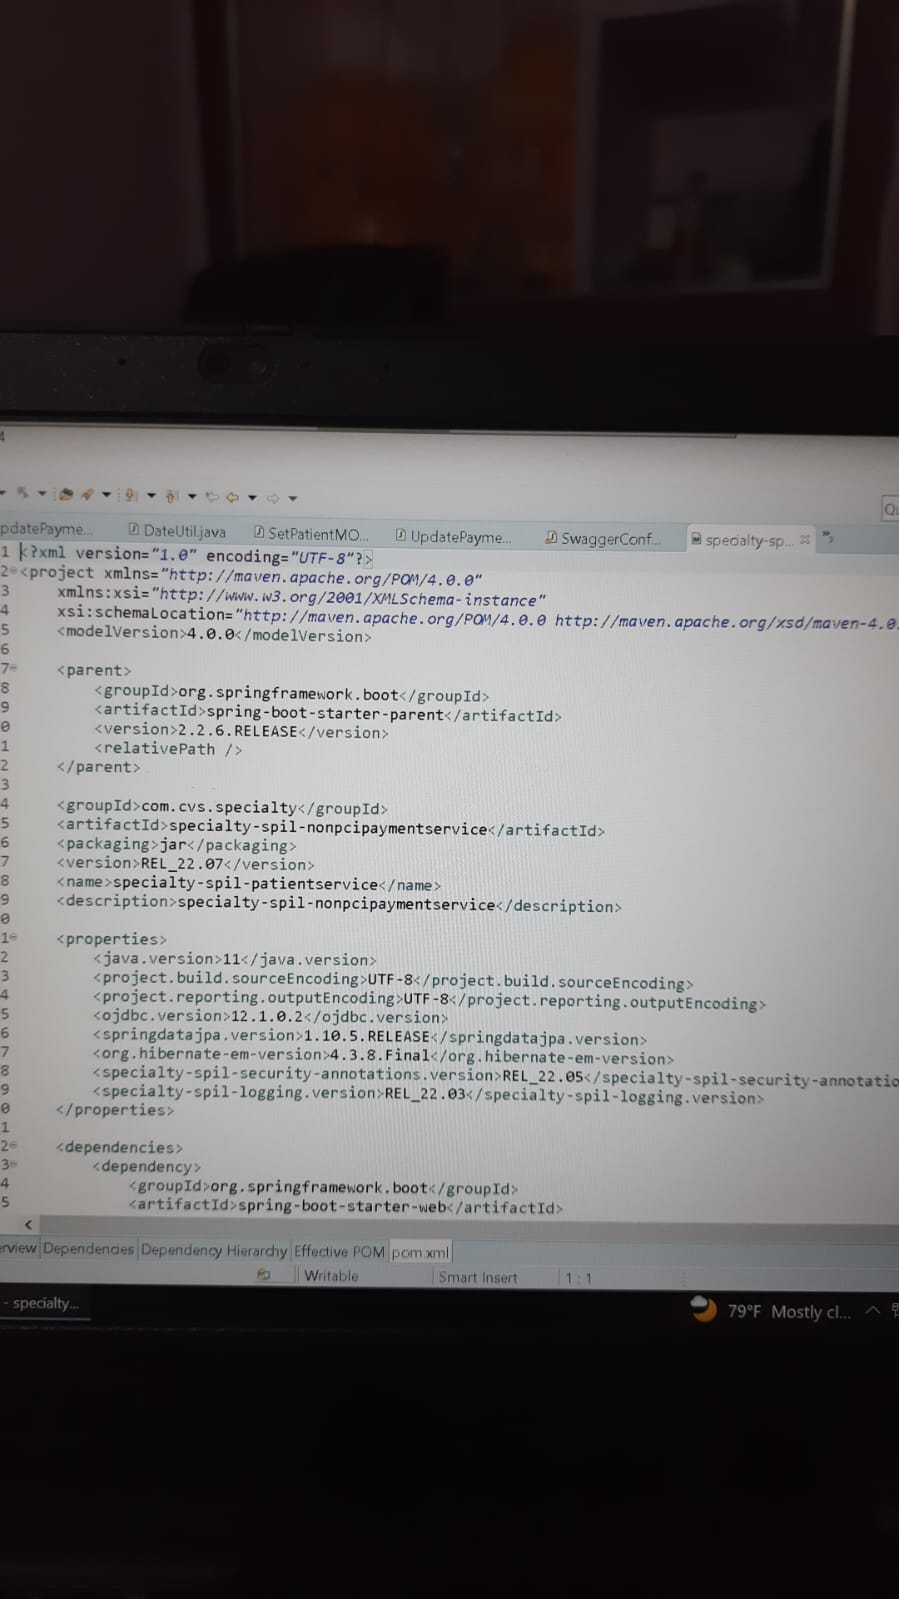 pdatePayme... DateUtil.java SetPatientMO... UpdatePayme... SwaggerConf... specialty-sp...
1 <?xml version="1.0" encoding="UTF-8"?>
2 <project xmlns="http://maven.apache.org/POM/4.0.0"
3 xmlns:xsi="http://www.w3.org/2001/XMLSchema-instance"
4 xsi:schemaLocation="http://maven.apache.org/POM/4.0.0 http://maven.apache.org/xsd/maven-4.0.
5 <modelVersion>4.0.0</modelVersion>
6
7 <parent>
8 <groupId>org.springframework.boot</groupId>
9 <artifactId>spring-boot-starter-parent</artifactId>
0 <version>2.2.6.RELEASE</version>
1 <relativePath />
2 </parent>
3
4 <groupId>com.cvs.specialty</groupId>
5 <artifactId>specialty-spil-nonpcipaymentservice</artifactId>
6 <packaging>jar</packaging>
7 <version>REL_22.07</version>
8 <name>specialty-spil-patientservice</name>
9 <description>specialty-spil-nonpcipaymentservice</description>
0
1 <properties>
2 <java.version>11</java.version>
3 <project.build.sourceEncoding>UTF-8</project.build.sourceEncoding>
4 <project.reporting.outputEncoding>UTF-8</project.reporting.outputEncoding>
5 <ojdbc.version>12.1.0.2</ojdbc.version>
6 <springdatajpa.version>1.10.5.RELEASE</springdatajpa.version>
7 <org.hibernate-em-version>4.3.8.Final</org.hibernate-em-version>
8 <specialty-spil-security-annotations.version>REL_22.05</specialty-spil-security-annotatio
9 <specialty-spil-logging.version>REL_22.03</specialty-spil-logging.version>
0 </properties>
1
2 <dependencies>
3 <dependency>
4 <groupId>org.springframework.boot</groupId>
5 <artifactId>spring-boot-starter-web</artifactId>
erview Dependencies Dependency Hierarchy Effective POM pom.xml
Writable Smart Insert 1 : 1
- specialty... 79°F Mostly cl...